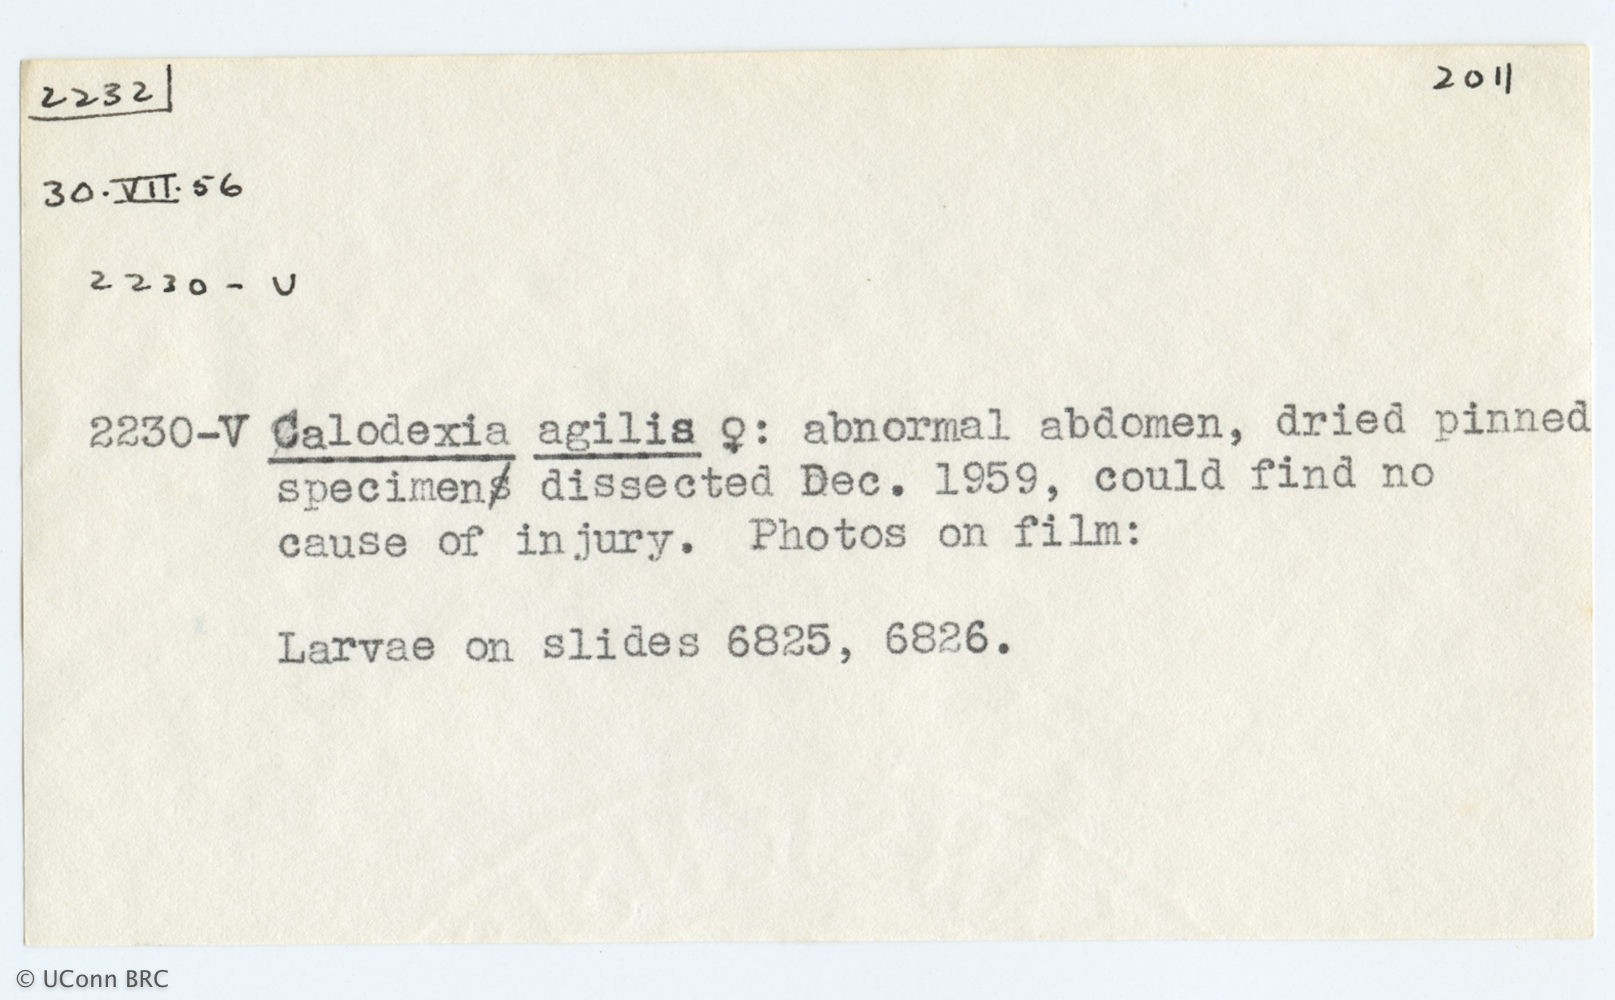 2232
2011
30.VII.56
2230-U
2230-V Calodexia agilis ♀: abnormal abdomen, dried pinned
specimen dissected Dec. 1959, could find no
cause of injury. Photos on film:
Larvae on slides 6825, 6826.
© UConn BRC